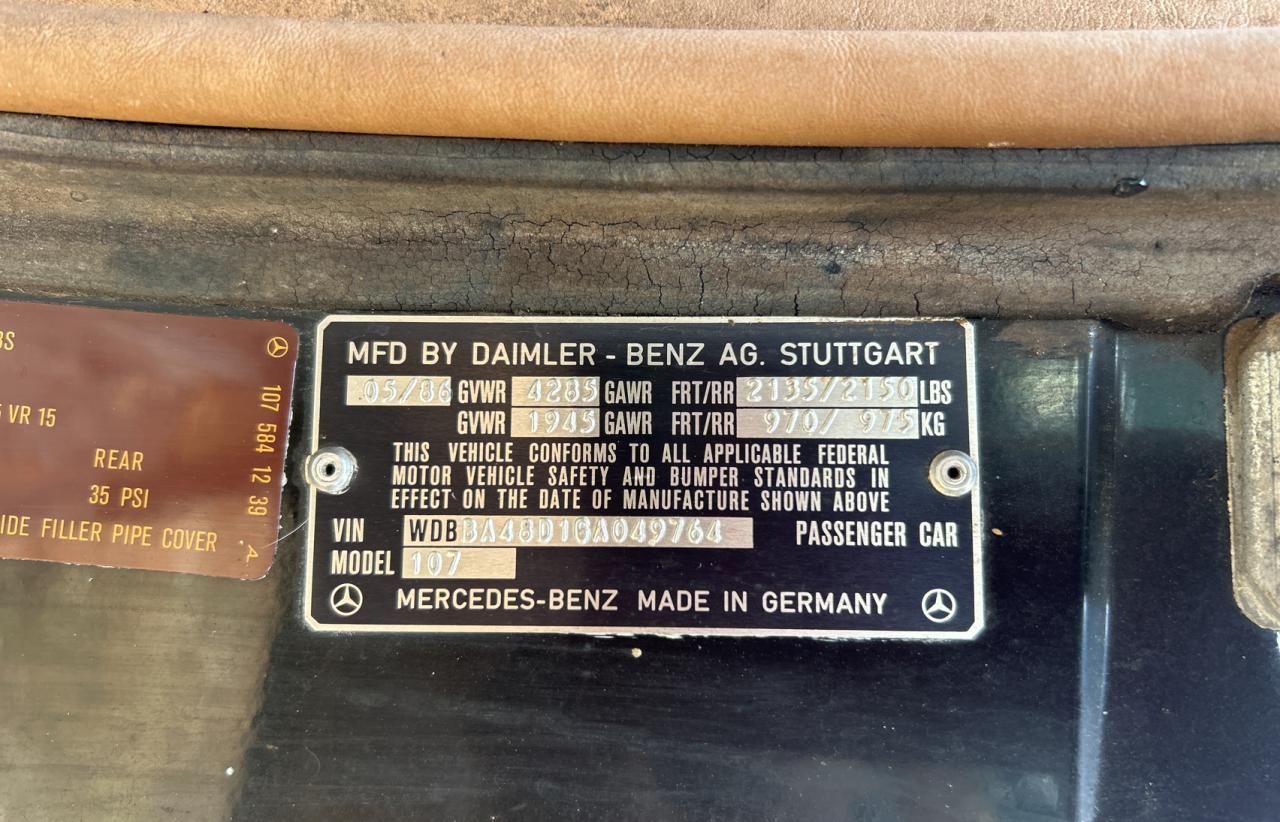 BS
5 VR 15
REAR
35 PSI
IDE FILLER PIPE COVER
107 584 12 39 A
MFD BY DAIMLER - BENZ AG. STUTTGART
05/86 GVWR 4285 GAWR FRT/RR 2135/2150 LBS
GVWR 1945 GAWR FRT/RR 970/ 975 KG
THIS VEHICLE CONFORMS TO ALL APPLICABLE FEDERAL
MOTOR VEHICLE SAFETY AND BUMPER STANDARDS IN
EFFECT ON THE DATE OF MANUFACTURE SHOWN ABOVE
VIN WDBBA48D1GA049764 PASSENGER CAR
MODEL 107
MERCEDES-BENZ MADE IN GERMANY